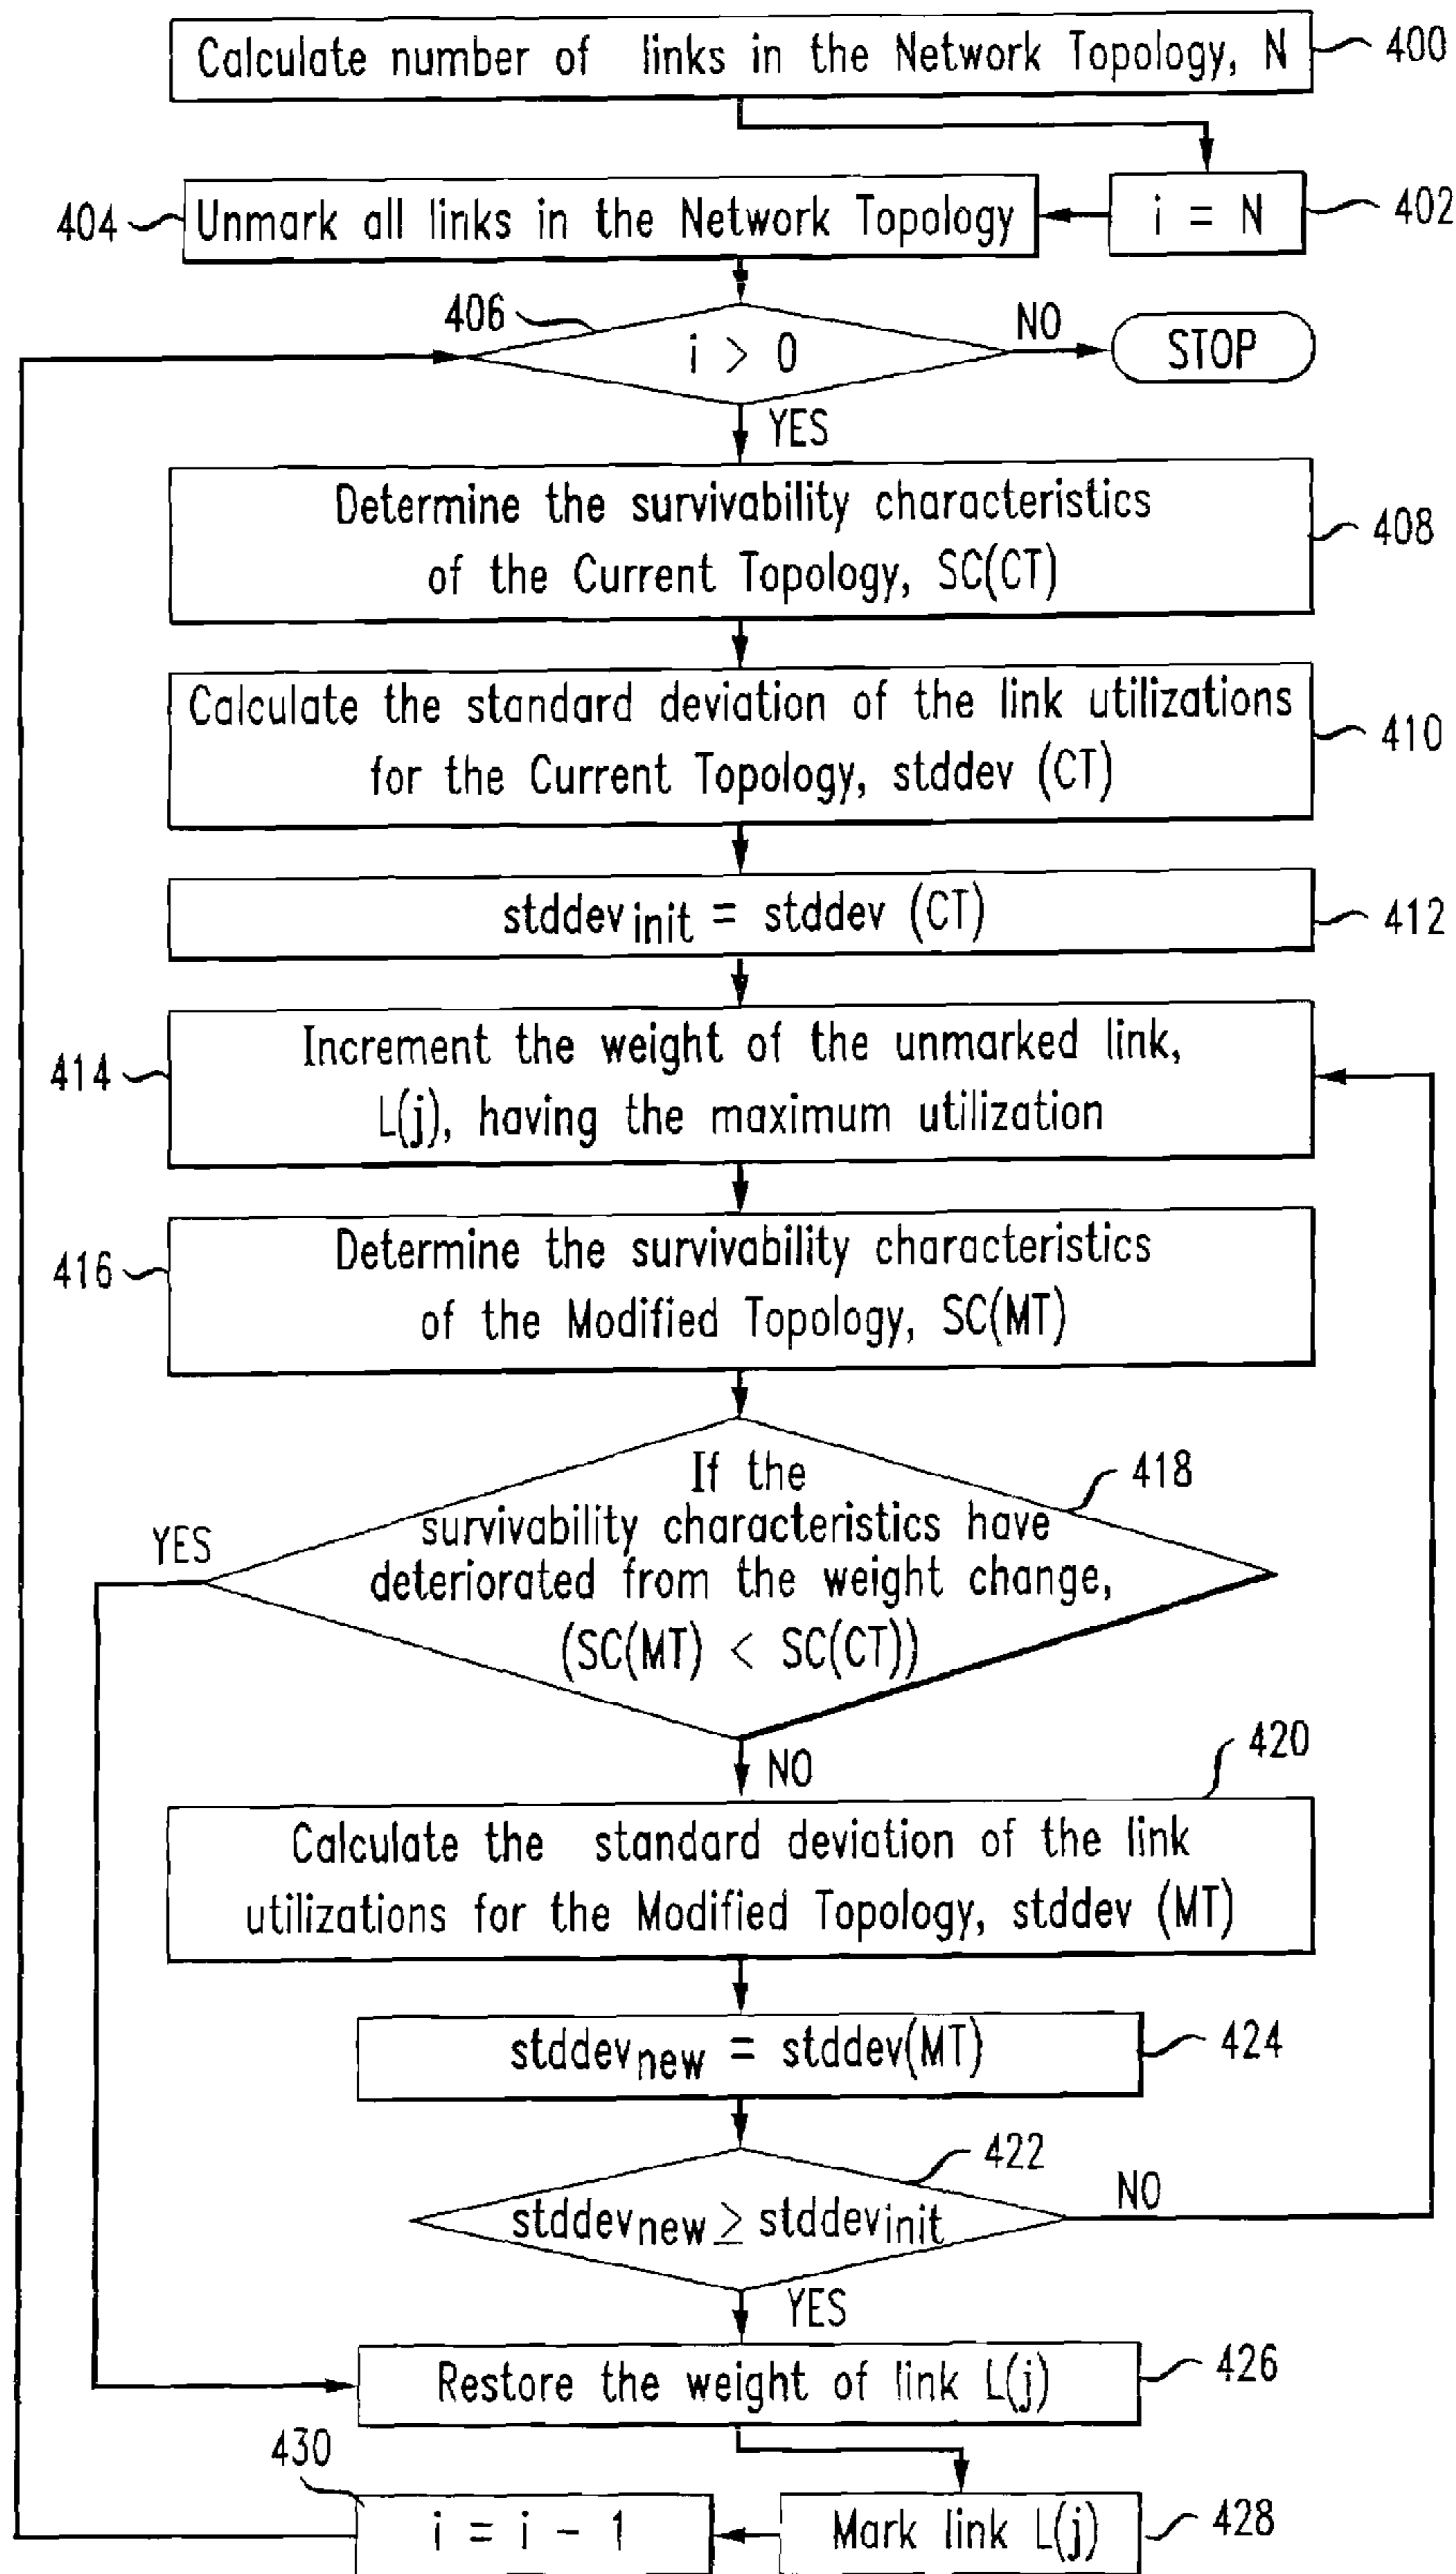 Calculate number of links in the Network Topology, N
400
404
Unmark all links in the Network Topology
i = N
402
406
i > 0
NO
STOP
YES
Determine the survivability characteristics
of the Current Topology, SC(CT)
408
Calculate the standard deviation of the link utilizations
for the Current Topology, stddev (CT)
410
stddevinit = stddev (CT)
412
414
Increment the weight of the unmarked link,
L(j), having the maximum utilization
416
Determine the survivability characteristics
of the Modified Topology, SC(MT)
418
YES
If the
survivability characteristics have
deteriorated from the weight change,
(SC(MT) < SC(CT))
NO
420
Calculate the standard deviation of the link
utilizations for the Modified Topology, stddev (MT)
stddevnew = stddev(MT)
424
422
stddevnew ≥ stddevinit
NO
YES
Restore the weight of link L(j)
426
430
i = i - 1
Mark link L(j)
428